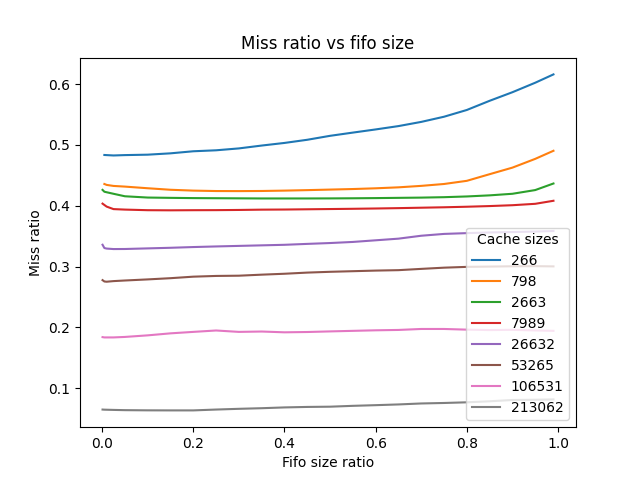 Miss ratio vs fifo size
Miss ratio
0.6
0.5
0.4
0.3
0.2
0.1
0.0 0.2 0.4 0.6 0.8 1.0
Fifo size ratio
Cache sizes
266
798
2663
7989
26632
53265
106531
213062